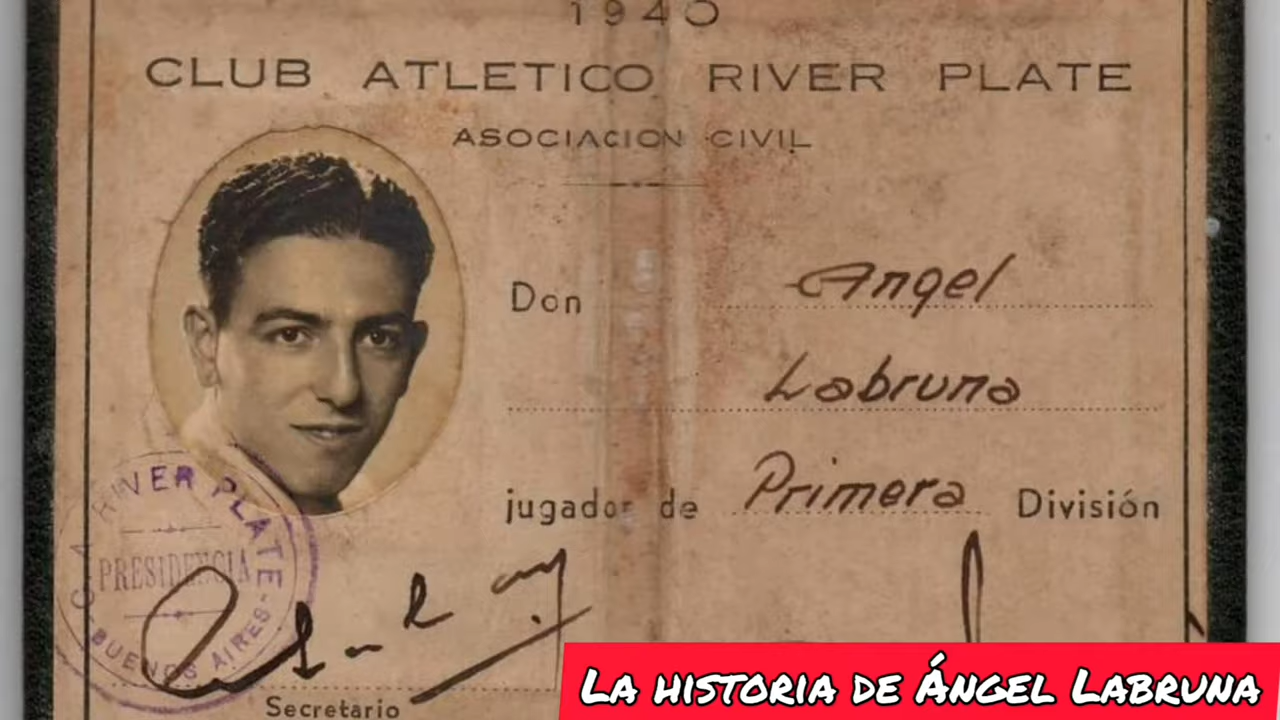 1940
CLUB ATLETICO RIVER PLATE
ASOCIACION CIVIL
Don Angel
Labruna
jugador de Primera División
C. A. RIVER PLATE
PRESIDENCIA
-BUENOS AIRES-
Secretario
La historia de Ángel Labruna